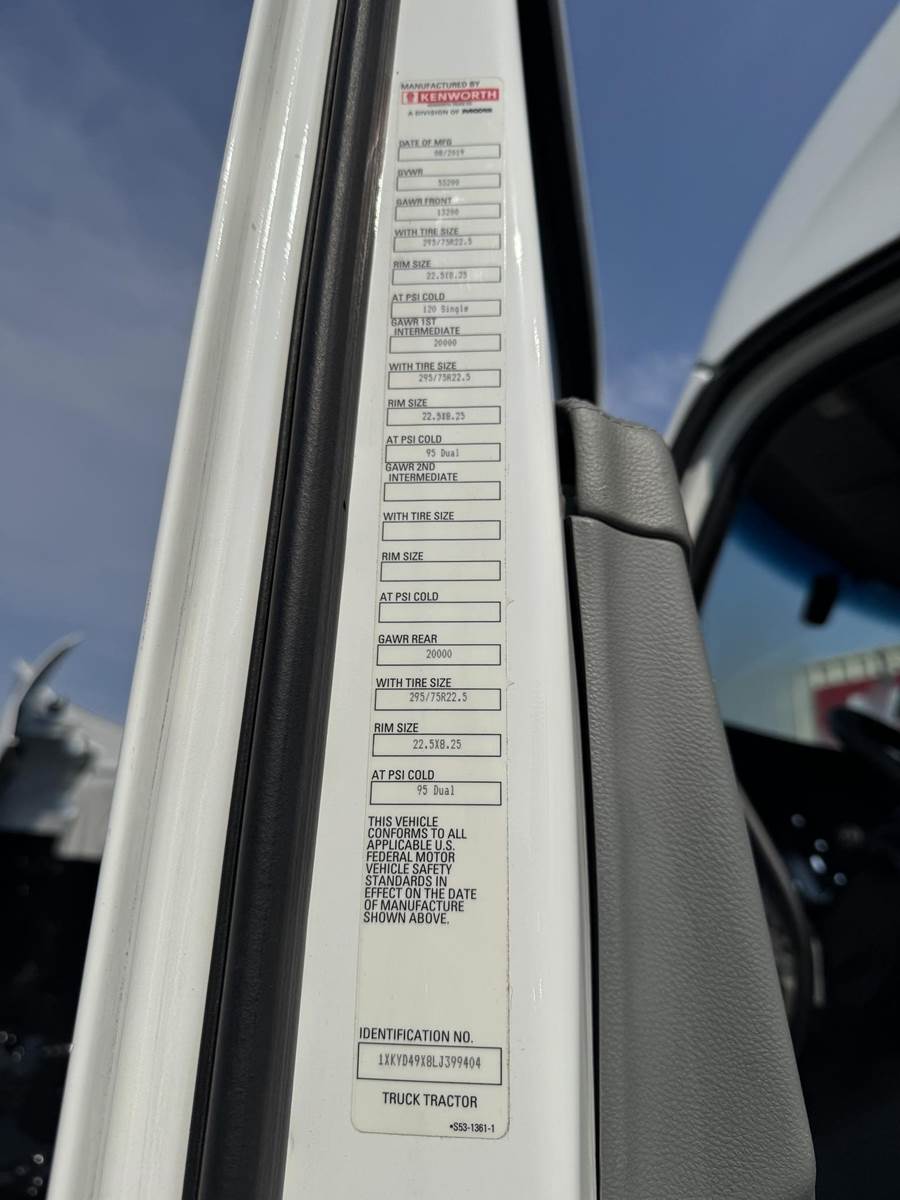 MANUFACTURED BY
KENWORTH
A DIVISION OF PACCAR
DATE OF MFG
08/2019
GVWR
53200
GAWR FRONT
13200
WITH TIRE SIZE
295/75R22.5
RIM SIZE
22.5X8.25
AT PSI COLD
120 Single
GAWR 1ST
INTERMEDIATE
20000
WITH TIRE SIZE
295/75R22.5
RIM SIZE
22.5X8.25
AT PSI COLD
95 Dual
GAWR 2ND
INTERMEDIATE
WITH TIRE SIZE
RIM SIZE
AT PSI COLD
GAWR REAR
20000
WITH TIRE SIZE
295/75R22.5
RIM SIZE
22.5X8.25
AT PSI COLD
95 Dual
THIS VEHICLE
CONFORMS TO ALL
APPLICABLE U.S.
FEDERAL MOTOR
VEHICLE SAFETY
STANDARDS IN
EFFECT ON THE DATE
OF MANUFACTURE
SHOWN ABOVE.
IDENTIFICATION NO.
1XKYD49X8LJ399404
TRUCK TRACTOR
*S53-1361-1